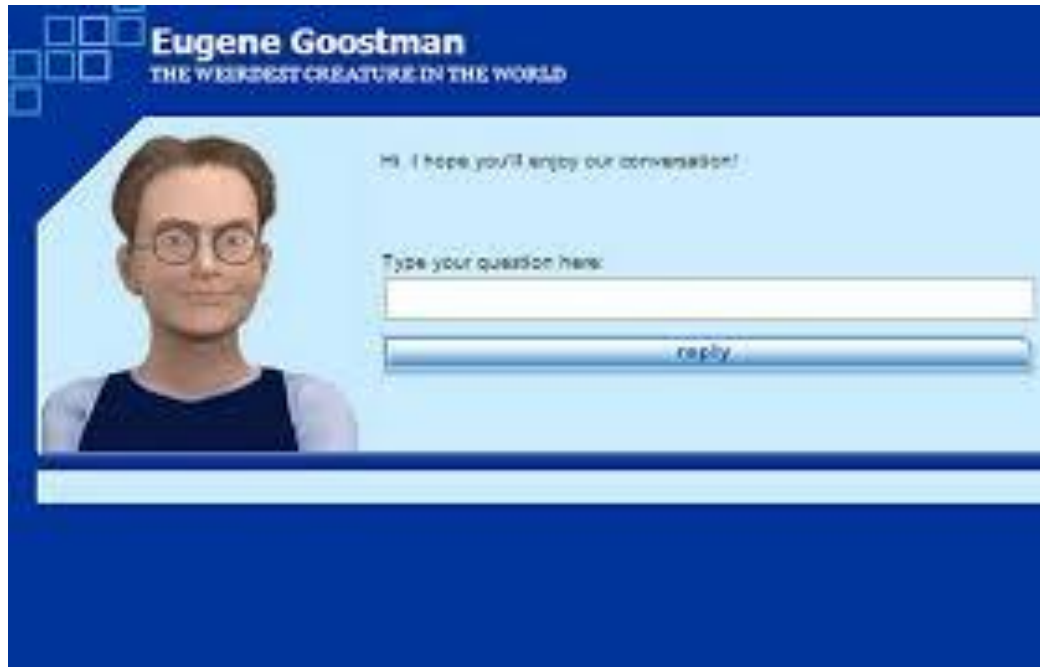 Eugene Goostman
THE WEIRDEST CREATURE IN THE WORLD
Hi. I hope you'll enjoy our conversation!
Type your question here:
reply